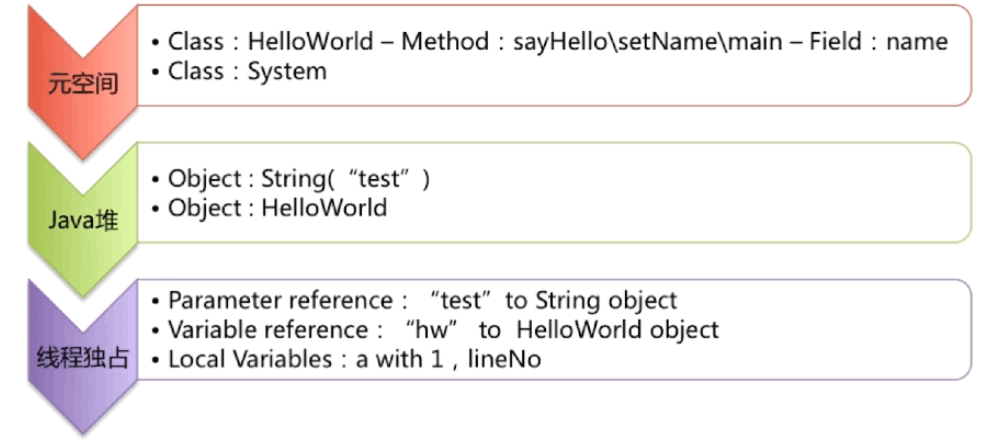 元空间
• Class : HelloWorld – Method : sayHello\setName\main – Field : name
• Class : System
Java堆
• Object : String(“test”)
• Object : HelloWorld
线程独占
• Parameter reference : “test” to String object
• Variable reference : “hw” to HelloWorld object
• Local Variables : a with 1 , lineNo